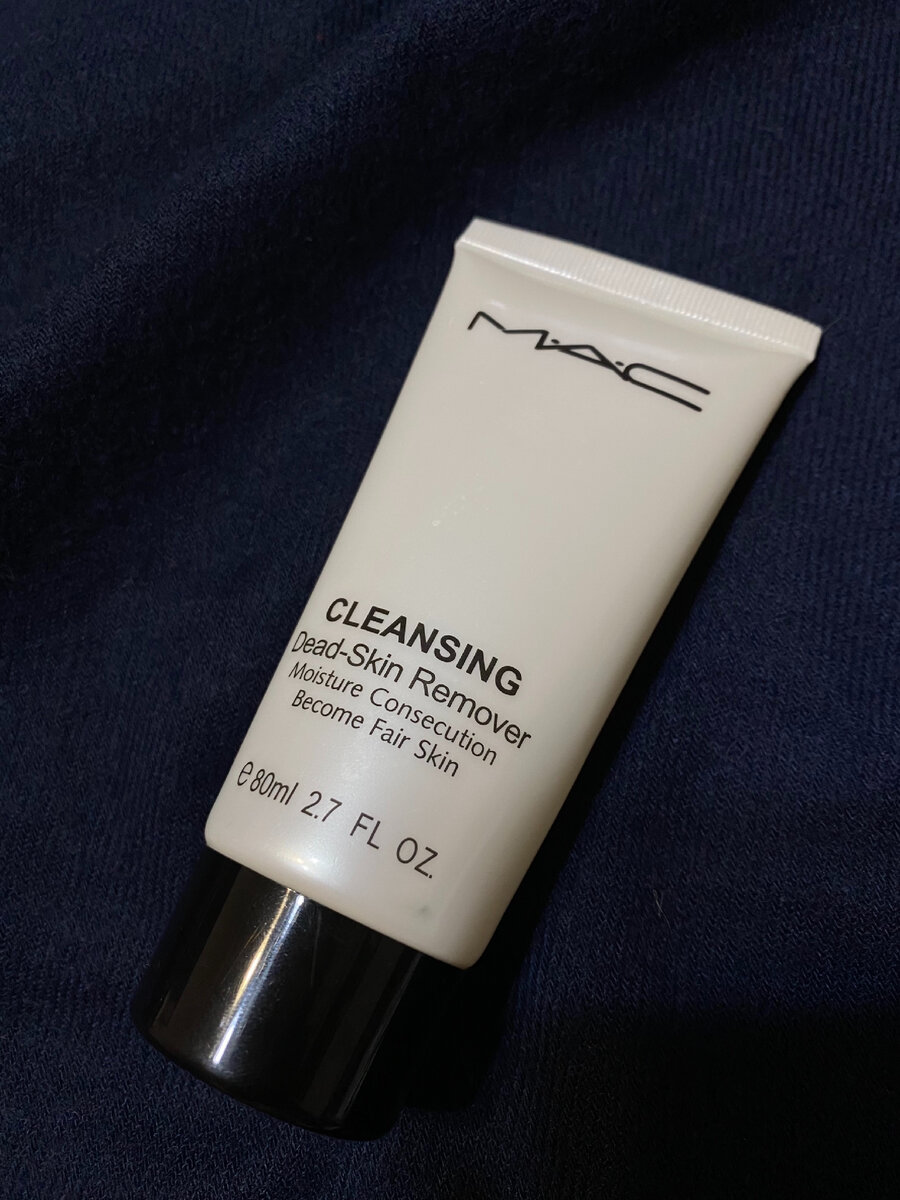 M·A·C
CLEANSING
Dead-Skin Remover
Moisture Consecution
Become Fair Skin
e 80ml 2.7 FL OZ.